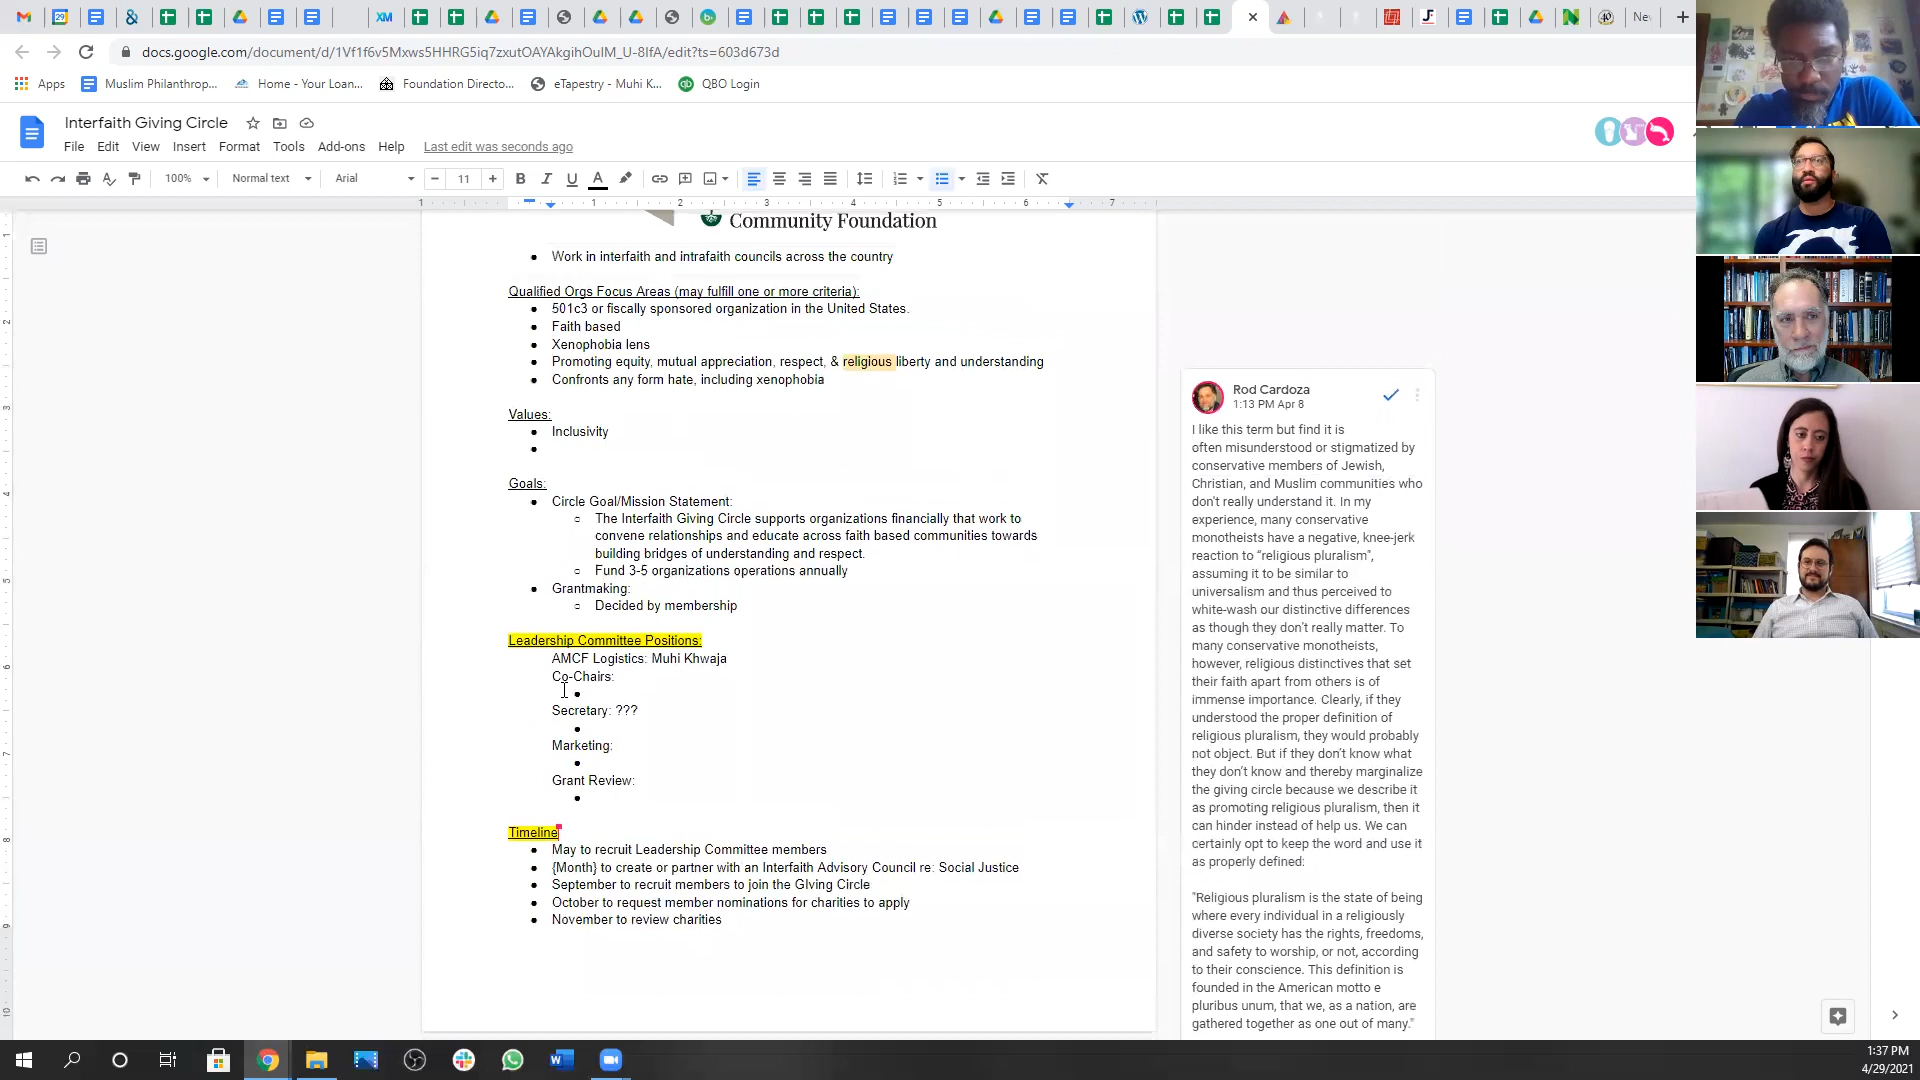 New
docs.google.com/document/d/1Vf1f6v5Mxws5HHRG5iq7zxutOAYAkgihOuIM_U-8IfA/edit?ts=603d673d
Apps Muslim Philanthrop... Home - Your Loan... Foundation Directo... eTapestry - Muhi K... QBO Login
Interfaith Giving Circle
File Edit View Insert Format Tools Add-ons Help Last edit was seconds ago
100% Normal text Arial 11
Community Foundation
Work in interfaith and intrafaith councils across the country
Qualified Orgs Focus Areas (may fulfill one or more criteria):
501c3 or fiscally sponsored organization in the United States.
Faith based
Xenophobia lens
Promoting equity, mutual appreciation, respect, & religious liberty and understanding
Confronts any form hate, including xenophobia
Values:
Inclusivity
Goals:
Circle Goal/Mission Statement:
The Interfaith Giving Circle supports organizations financially that work to
convene relationships and educate across faith based communities towards
building bridges of understanding and respect.
Fund 3-5 organizations operations annually
Grantmaking:
Decided by membership
Leadership Committee Positions:
AMCF Logistics: Muhi Khwaja
Co-Chairs:
Secretary: ???
Marketing:
Grant Review:
Timeline
May to recruit Leadership Committee members
{Month} to create or partner with an Interfaith Advisory Council re: Social Justice
September to recruit members to join the GIving Circle
October to request member nominations for charities to apply
November to review charities
Rod Cardoza
1:13 PM Apr 8
I like this term but find it is
often misunderstood or stigmatized by
conservative members of Jewish,
Christian, and Muslim communities who
don't really understand it. In my
experience, many conservative
monotheists have a negative, knee-jerk
reaction to “religious pluralism”,
assuming it to be similar to
universalism and thus perceived to
white-wash our distinctive differences
as though they don’t really matter. To
many conservative monotheists,
however, religious distinctives that set
their faith apart from others is of
immense importance. Clearly, if they
understood the proper definition of
religious pluralism, they would probably
not object. But if they don’t know what
they don’t know and thereby marginalize
the giving circle because we describe it
as promoting religious pluralism, then it
can hinder instead of help us. We can
certainly opt to keep the word and use it
as properly defined:
"Religious pluralism is the state of being
where every individual in a religiously
diverse society has the rights, freedoms,
and safety to worship, or not, according
to their conscience. This definition is
founded in the American motto e
pluribus unum, that we, as a nation, are
gathered together as one out of many."
1:37 PM
4/29/2021